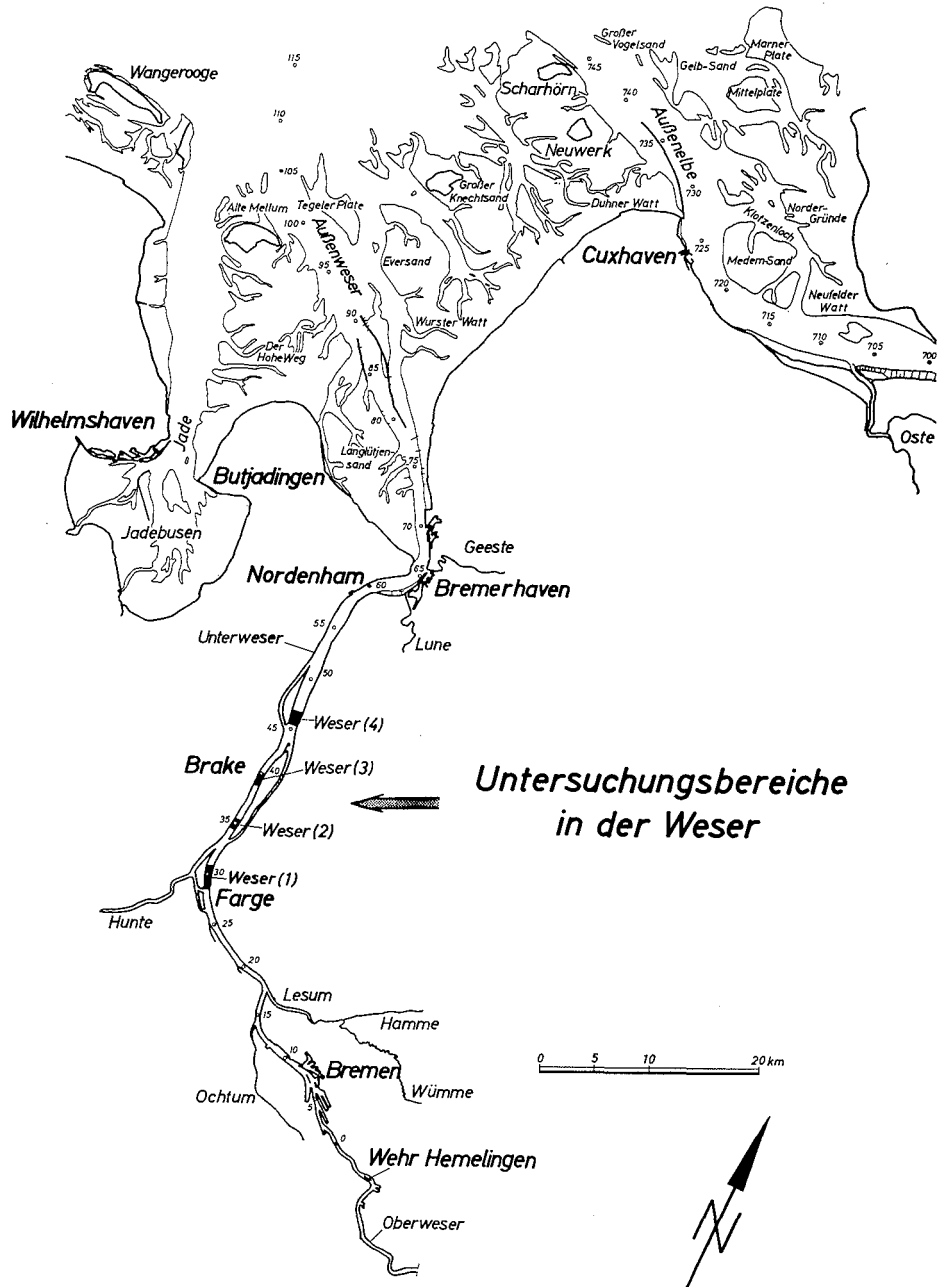 115
Wangerooge
110
105
Alte Mellum
Tegeler Plate
100
Außenweser
95
90
Eversand
Großer
Knechtsand
Wurster Watt
Der
Hohe Weg
85
80
Langlütjen-
sand
75
70
Großer
Vogelsand
745
Scharhörn
740
Neuwerk
Außenelbe
735
730
Duhner Watt
Cuxhaven
Gelb-Sand
Marner
Plate
Mittelplate
Norder-
Gründe
Klotzenloch
Medem-Sand
725
720
715
710
705
700
Neufelder
Watt
Oste
Wilhelmshaven
Jade
Butjadingen
Jadebusen
Geeste
65
Nordenham
60
Bremerhaven
55
Unterweser
Lune
50
45
Weser (4)
Brake
40
Weser (3)
35
Weser (2)
Untersuchungsbereiche
in der Weser
30
Weser (1)
Farge
Hunte
25
20
Lesum
15
Hamme
10
Bremen
Wümme
Ochtum
5
0
Wehr Hemelingen
Oberweser
0 5 10 20 km
N